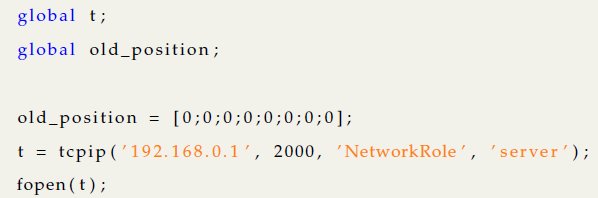 global t;
global old_position;
old_position = [0;0;0;0;0;0;0;0];
t = tcpip('192.168.0.1', 2000, 'NetworkRole', 'server');
fopen(t);